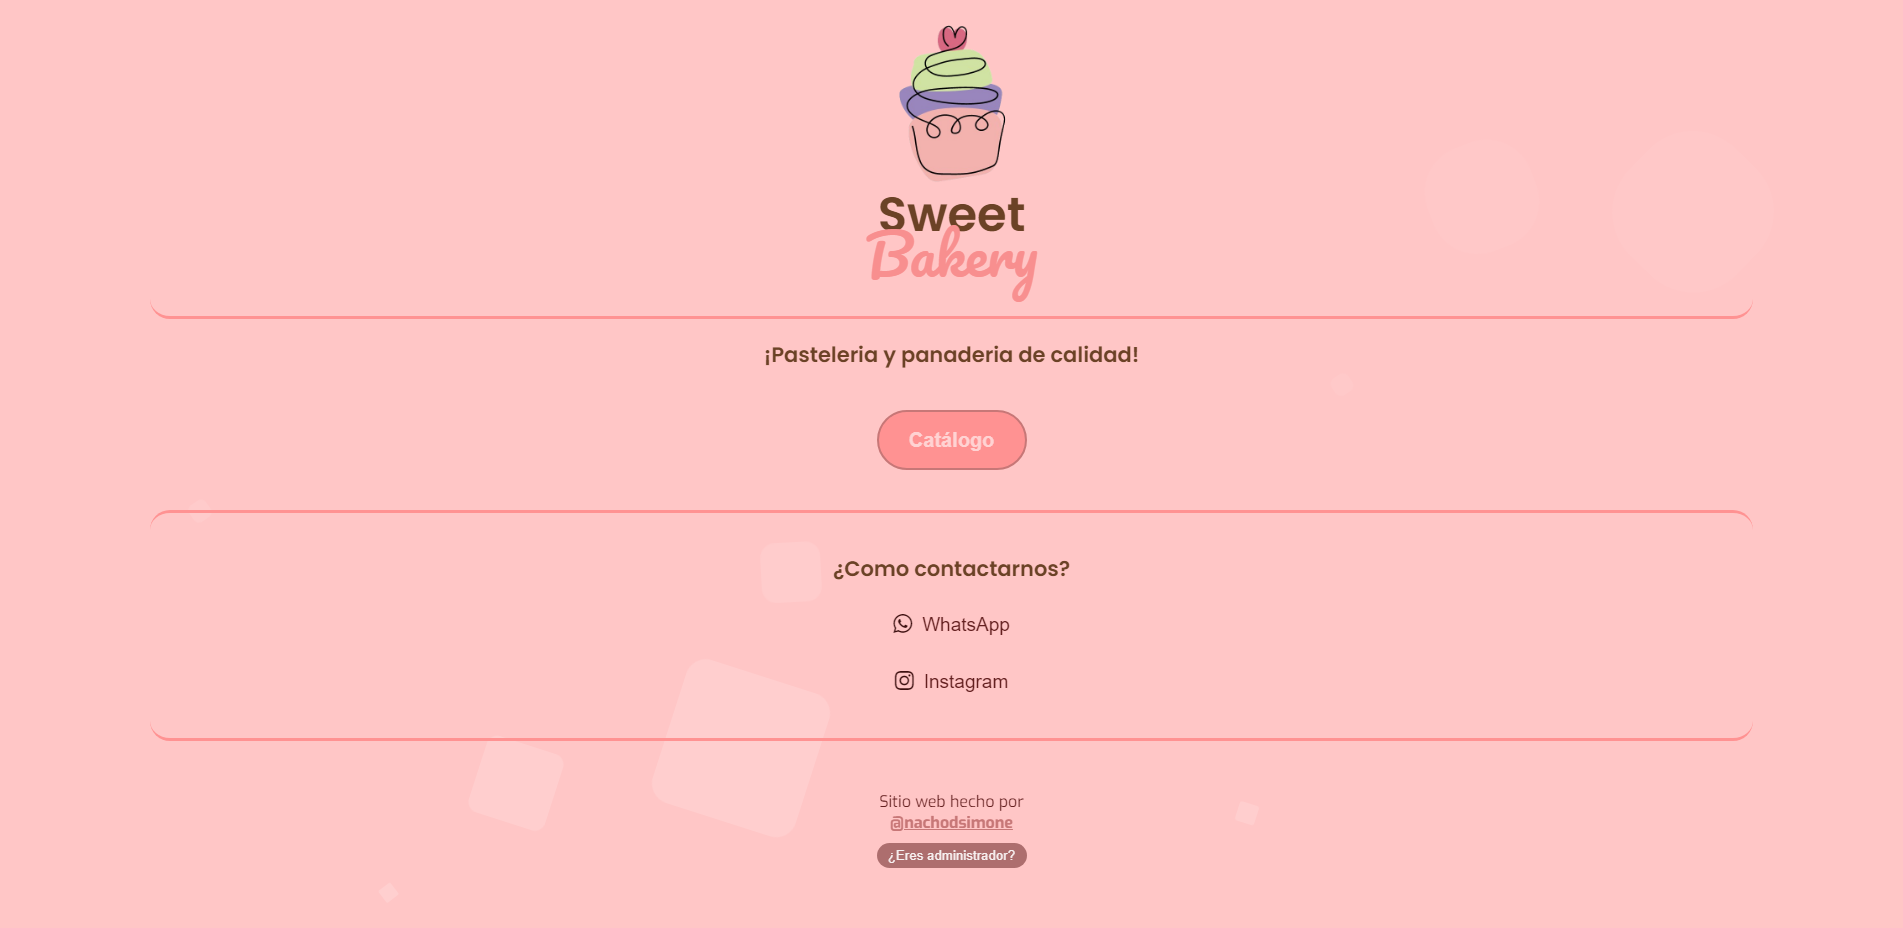 Sweet
Bakery
¡Pasteleria y panaderia de calidad!
Catálogo
¿Como contactarnos?
WhatsApp
Instagram
Sitio web hecho por
@nachodsimone
¿Eres administrador?